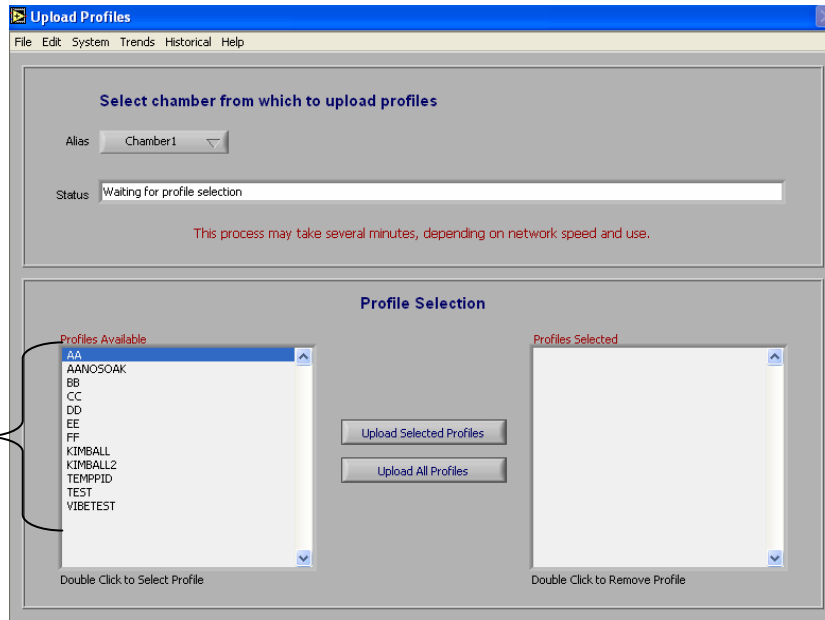 Upload Profiles
File Edit System Trends Historical Help
Select chamber from which to upload profiles
Alias Chamber1
Status Waiting for profile selection
This process may take several minutes, depending on network speed and use.
Profile Selection
Profiles Available
AA
AANOSOAK
BB
CC
DD
EE
FF
KIMBALL
KIMBALL2
TEMPPID
TEST
VIBETEST
Double Click to Select Profile
Upload Selected Profiles
Upload All Profiles
Profiles Selected
Double Click to Remove Profile